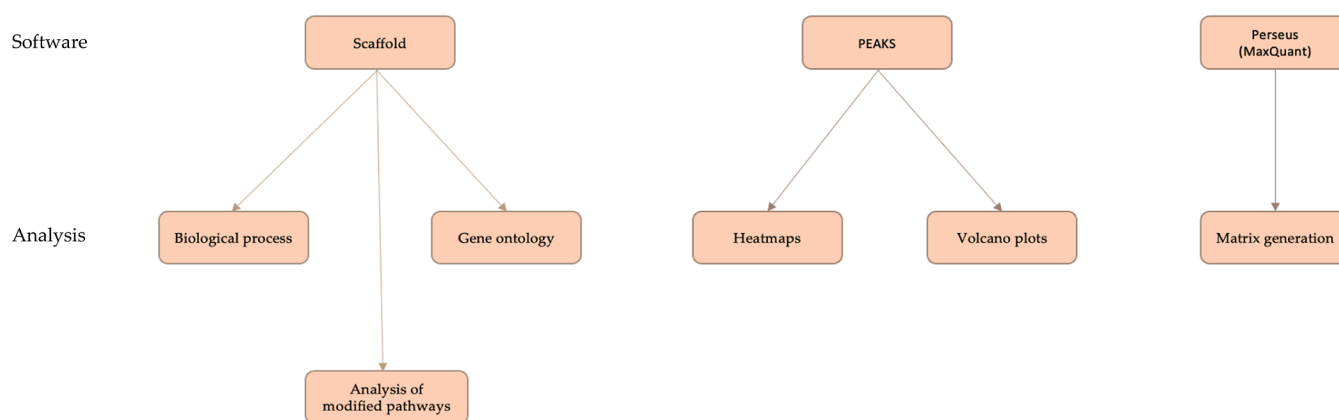 Software
Scaffold
PEAKS
Perseus
(MaxQuant)
Analysis
Biological process
Gene ontology
Heatmaps
Volcano plots
Matrix generation
Analysis of
modified pathways